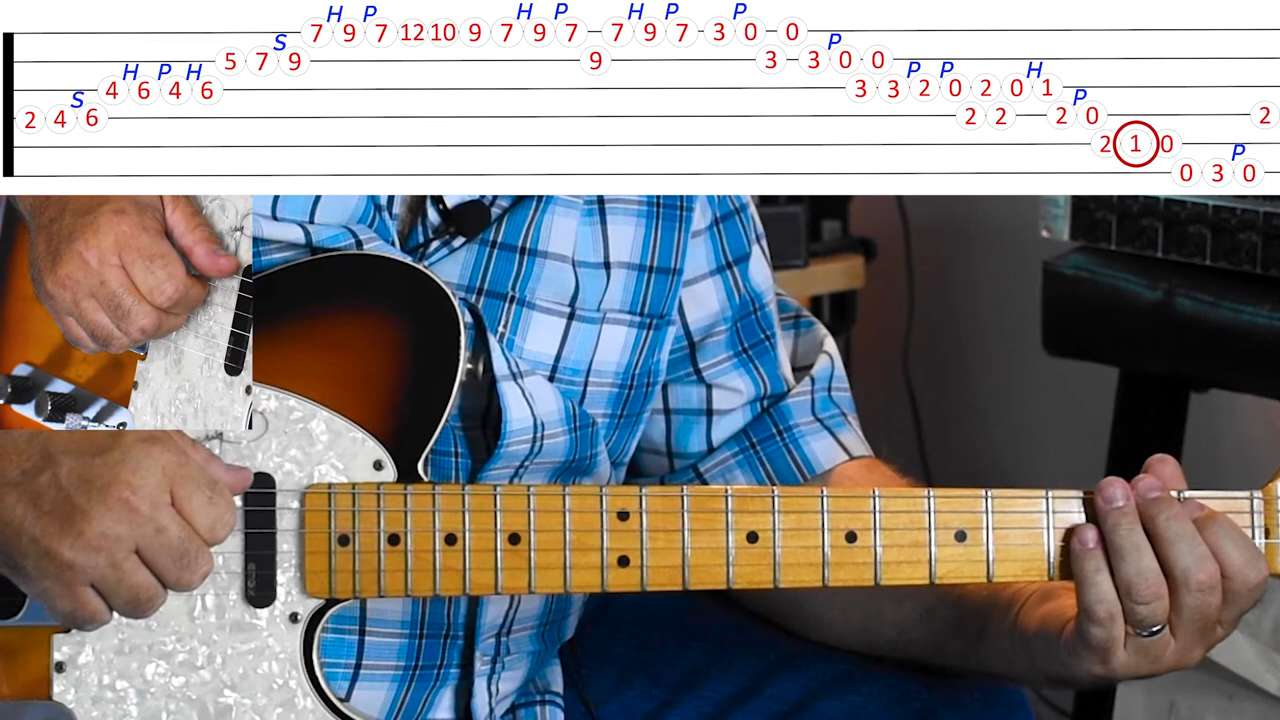 H P H P H P P
7 9 7 12 10 9 7 9 7 7 9 7 3 0 0
S P
5 7 9 9 3 3 0 0
H P H P P H
4 6 4 6 3 3 2 0 2 0 1
S P
2 4 6 2 2 2 0 2
2 1 0
P
0 3 0